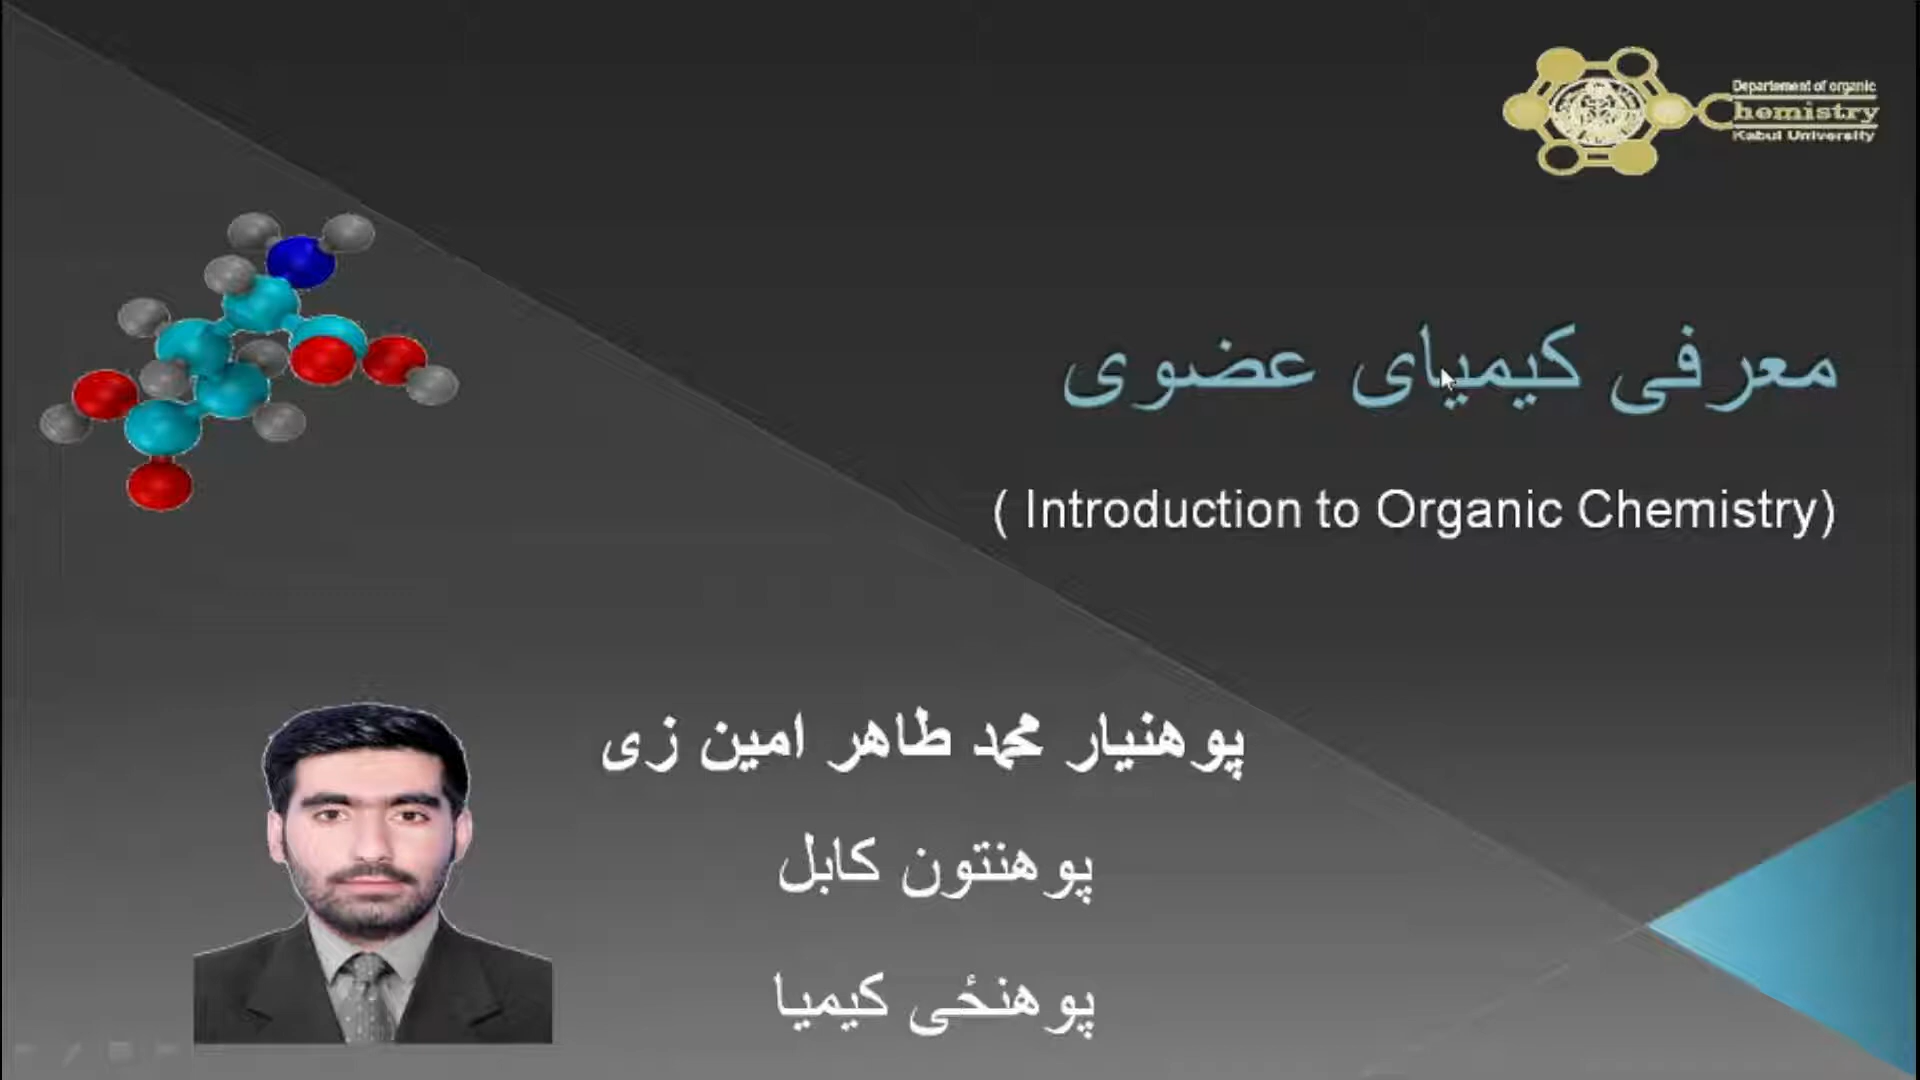 Departement of organic
Chemistry
Kabul University
معرفی کیمیای عضوی
( Introduction to Organic Chemistry)
پوهنیار محمد طاهر امین زی
پوهنتون کابل
پوهنځی کیمیا